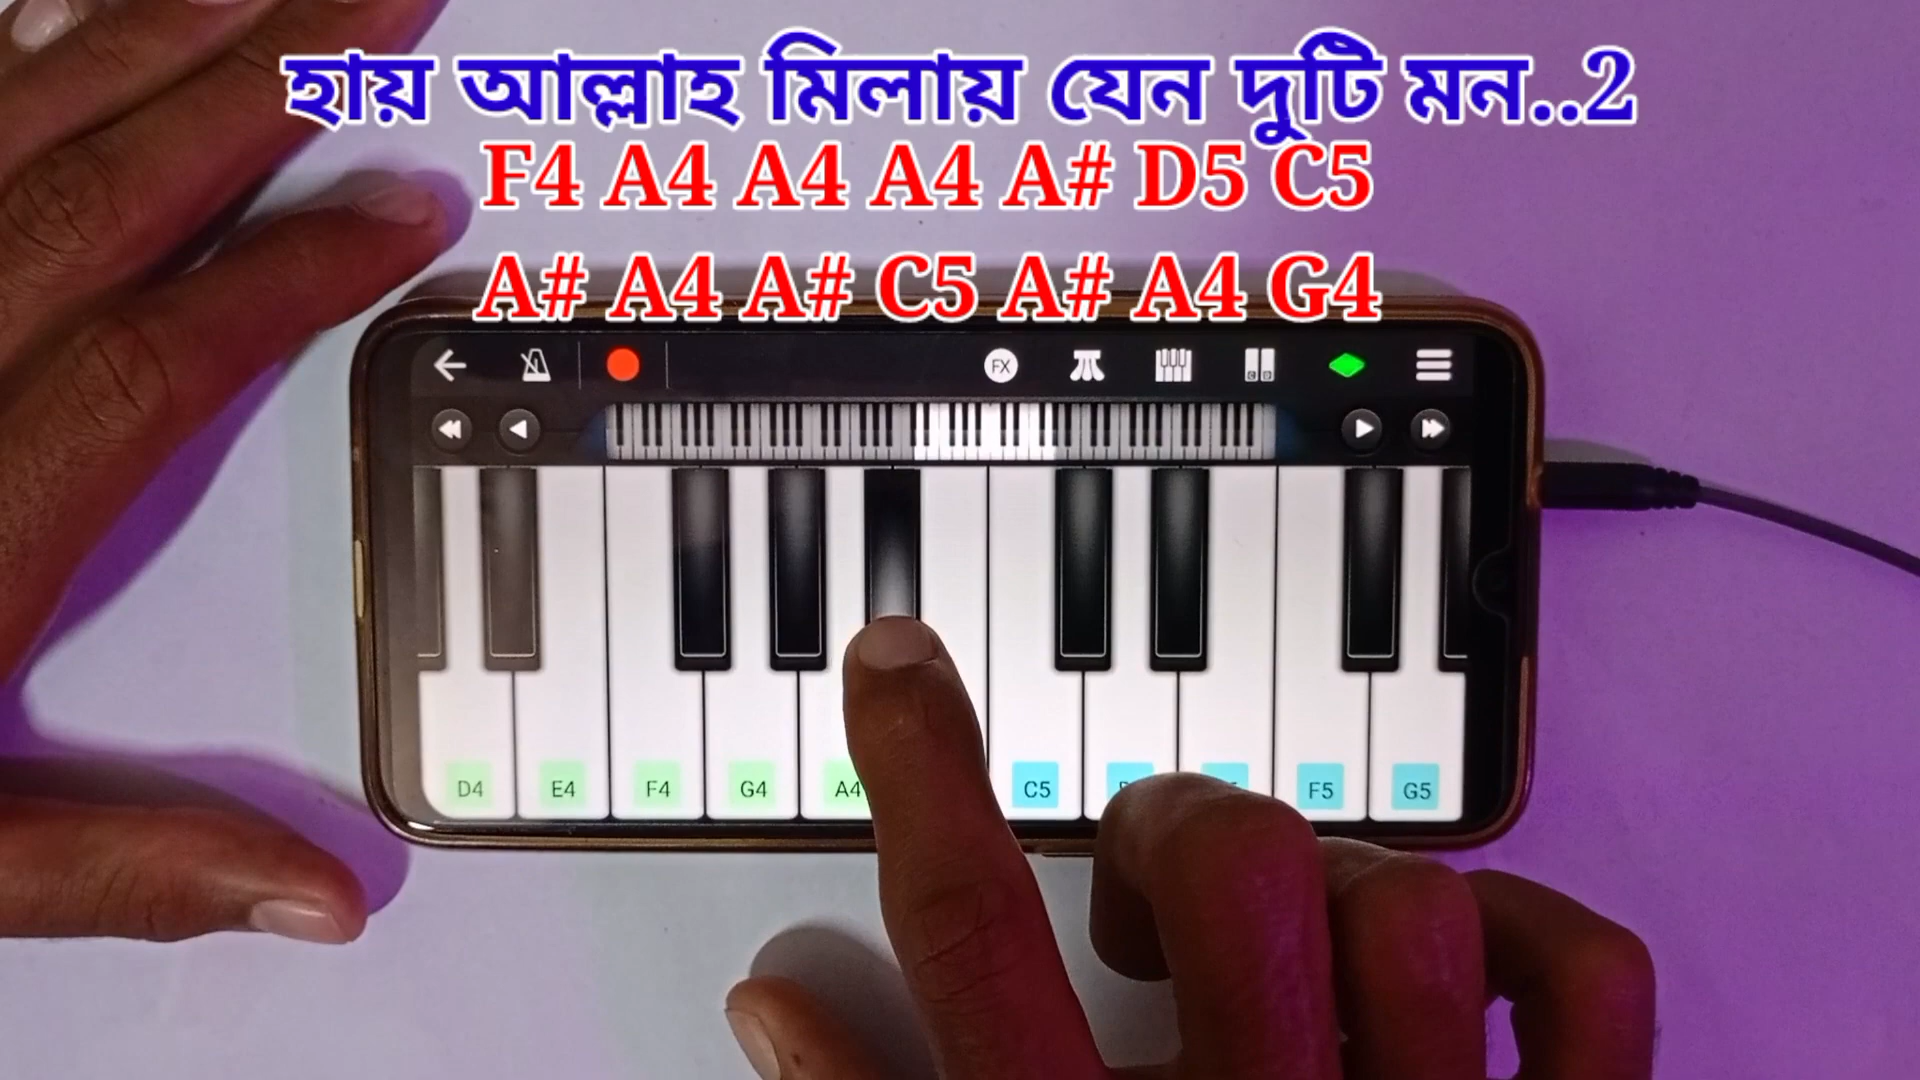 হায় আল্লাহ মিলায় যেন দুটি মন..2
F4 A4 A4 A4 A# D5 C5
A# A4 A# C5 A# A4 G4
FX
D4 E4 F4 G4 A4 C5 F5 G5